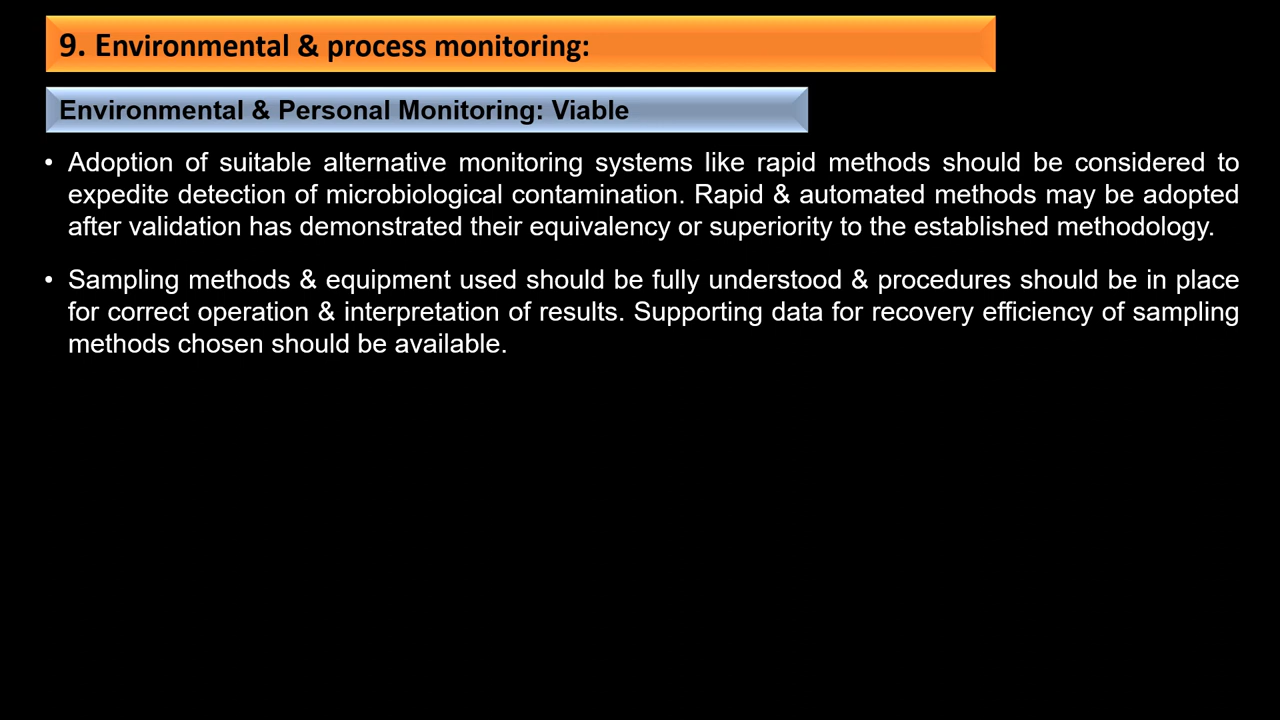 9. Environmental & process monitoring:
Environmental & Personal Monitoring: Viable
• Adoption of suitable alternative monitoring systems like rapid methods should be considered to
expedite detection of microbiological contamination. Rapid & automated methods may be adopted
after validation has demonstrated their equivalency or superiority to the established methodology.
• Sampling methods & equipment used should be fully understood & procedures should be in place
for correct operation & interpretation of results. Supporting data for recovery efficiency of sampling
methods chosen should be available.